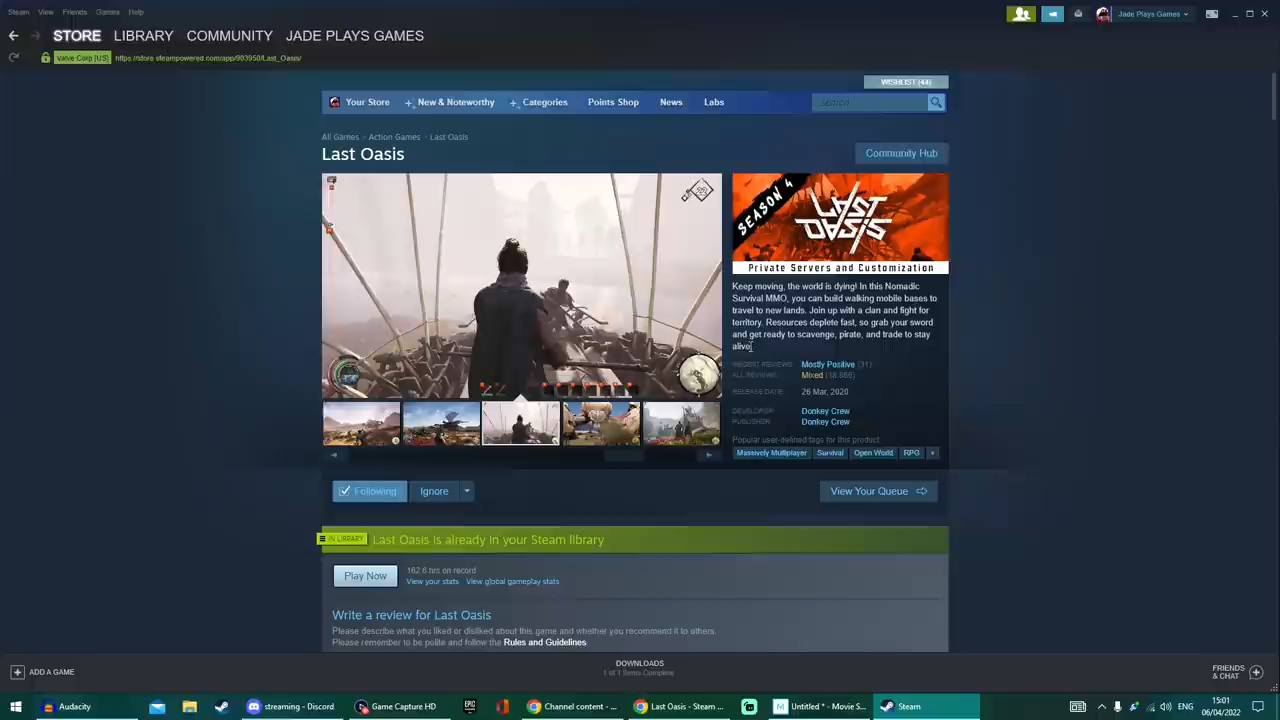 Steam View Friends Games Help
Jade Plays Games
STORE LIBRARY COMMUNITY JADE PLAYS GAMES
Valve Corp [US] https://store.steampowered.com/app/903950/Last_Oasis/
Your Store New & Noteworthy Categories Points Shop News Labs
All Games Action Games Last Oasis
Last Oasis
Community Hub
SEASON 4
LAST OASIS
Private Servers and Customization
Keep moving, the world is dying! In this Nomadic
Survival MMO, you can build walking mobile bases to
travel to new lands. Join up with a clan and fight for
territory. Resources deplete fast, so grab your sword
and get ready to scavenge, pirate, and trade to stay
alive.
RECENT REVIEWS: Mostly Positive (31)
ALL REVIEWS: Mixed
RELEASE DATE: 26 Mar, 2020
DEVELOPER: Donkey Crew
PUBLISHER: Donkey Crew
Popular user-defined tags for this product:
Massively Multiplayer Survival Open World RPG +
Following Ignore
View Your Queue
IN LIBRARY Last Oasis is already in your Steam library
Play Now
162.6 hrs on record
View your stats View global gameplay stats
Write a review for Last Oasis
Please describe what you liked or disliked about this game and whether you recommend it to others.
Please remember to be polite and follow the Rules and Guidelines.
ADD A GAME
DOWNLOADS
1 of 1 Items Complete
FRIENDS
& CHAT
Audacity
streaming - Discord
Game Capture HD
Channel content - ...
Last Oasis - Steam ...
Untitled * - Movie S...
Steam
ENG
15:01
06/04/2022